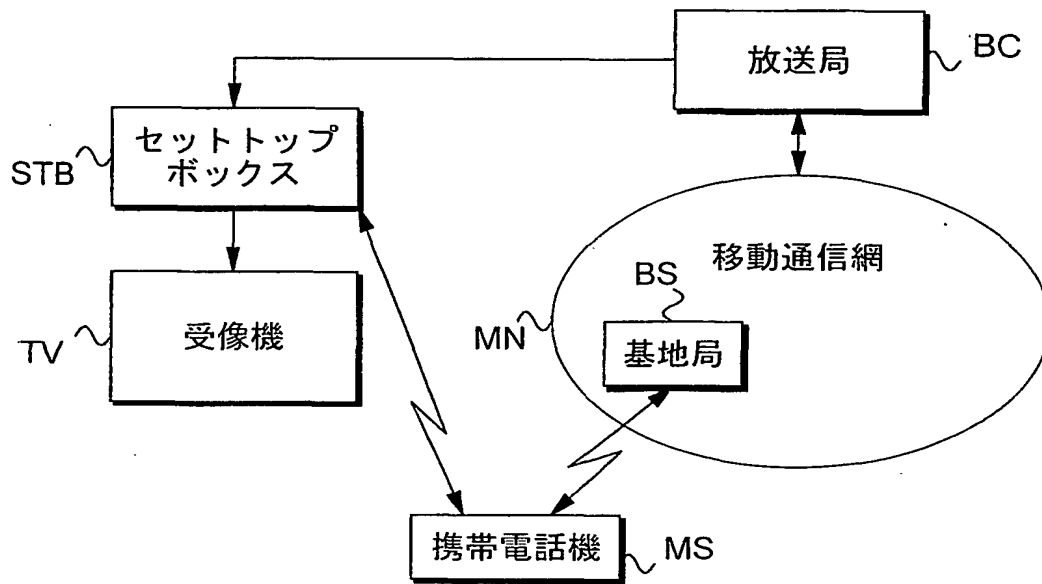 放送局
BC
セットトップ
ボックス
STB
移動通信網
BS
受像機
TV
MN
基地局
携帯電話機
MS